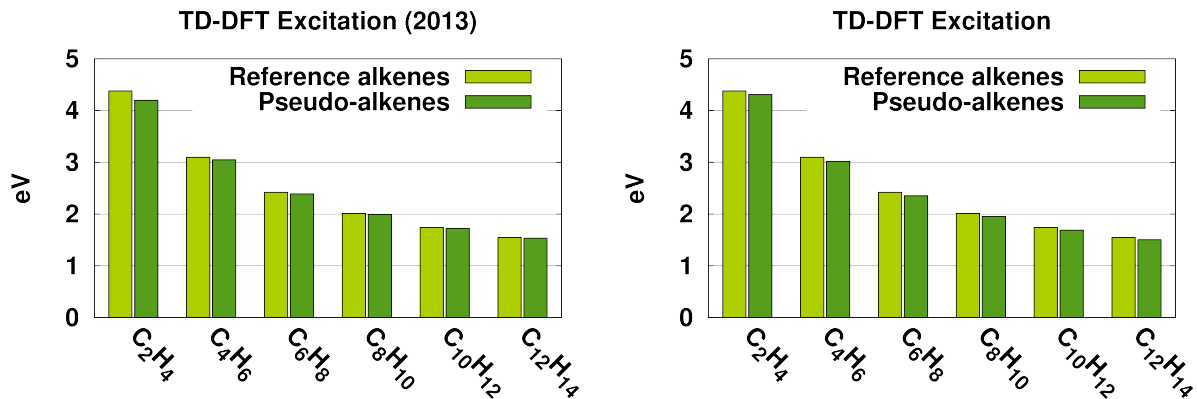 TD-DFT Excitation (2013)
5
4
3
2
1
0
eV
Reference alkenes
Pseudo-alkenes
C₂H₄
C₄H₆
C₆H₈
C₈H₁₀
C₁₀H₁₂
C₁₂H₁₄
TD-DFT Excitation
5
4
3
2
1
0
eV
Reference alkenes
Pseudo-alkenes
C₂H₄
C₄H₆
C₆H₈
C₈H₁₀
C₁₀H₁₂
C₁₂H₁₄